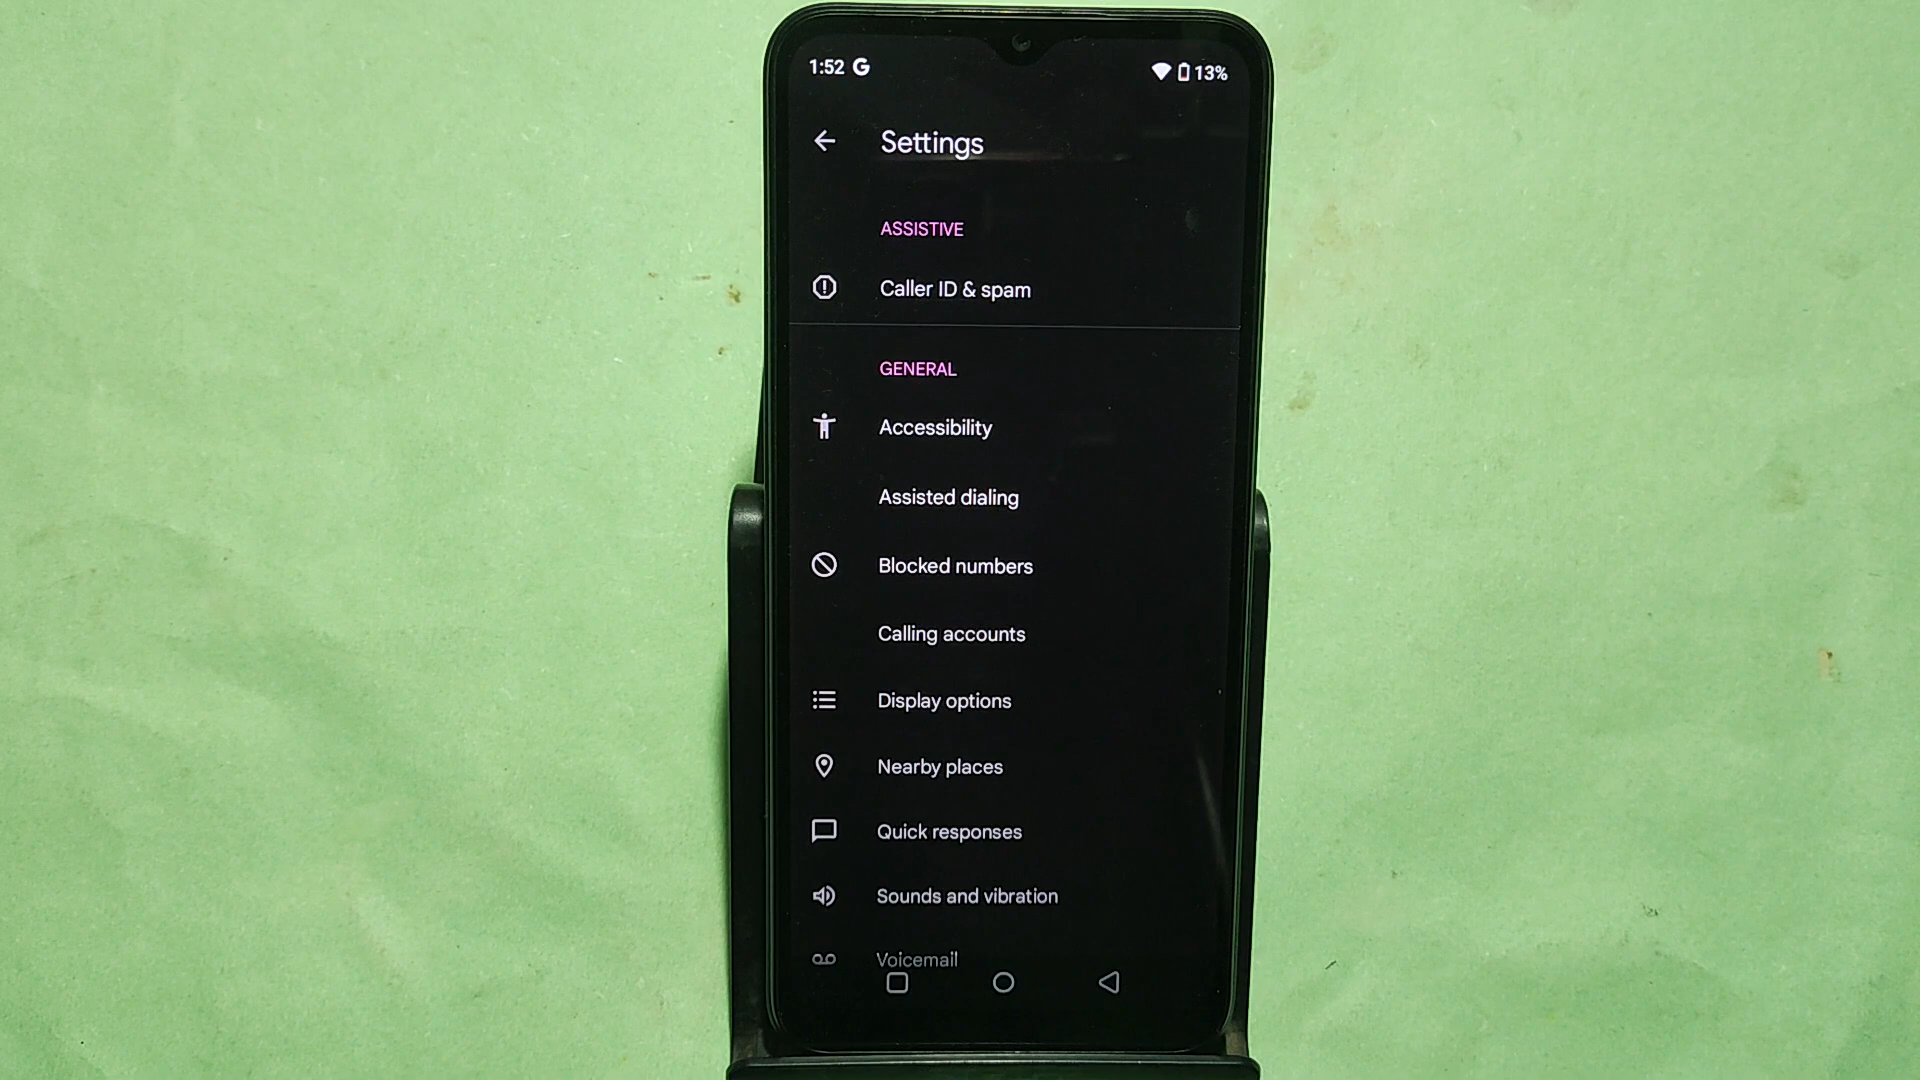 1:52 G 13%
Settings
ASSISTIVE
Caller ID & spam
GENERAL
Accessibility
Assisted dialing
Blocked numbers
Calling accounts
Display options
Nearby places
Quick responses
Sounds and vibration
Voicemail